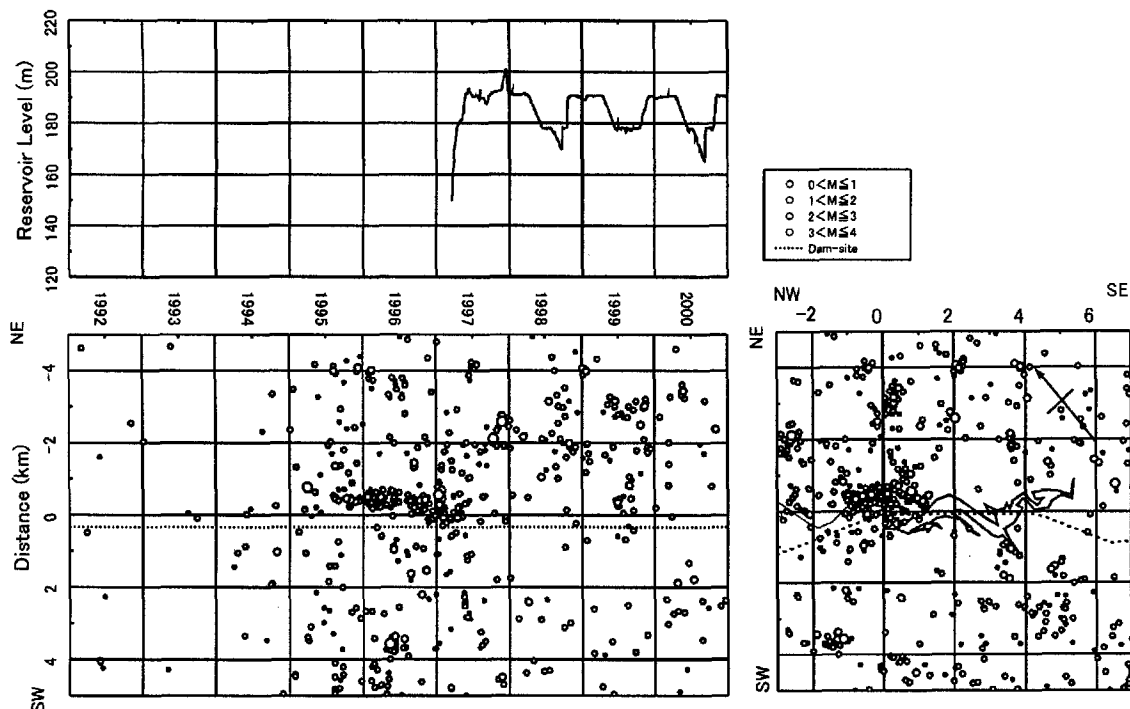 220
200
180
160
140
120
Reservoir Level (m)
1992
1993
1994
1995
1996
1997
1998
1999
2000
NE
-4
-2
0
2
4
SW
Distance (km)
0<M≦1
1<M≦2
2<M≦3
3<M≦4
Dam-site
NW
SE
-2
0
2
4
6
NE
SW